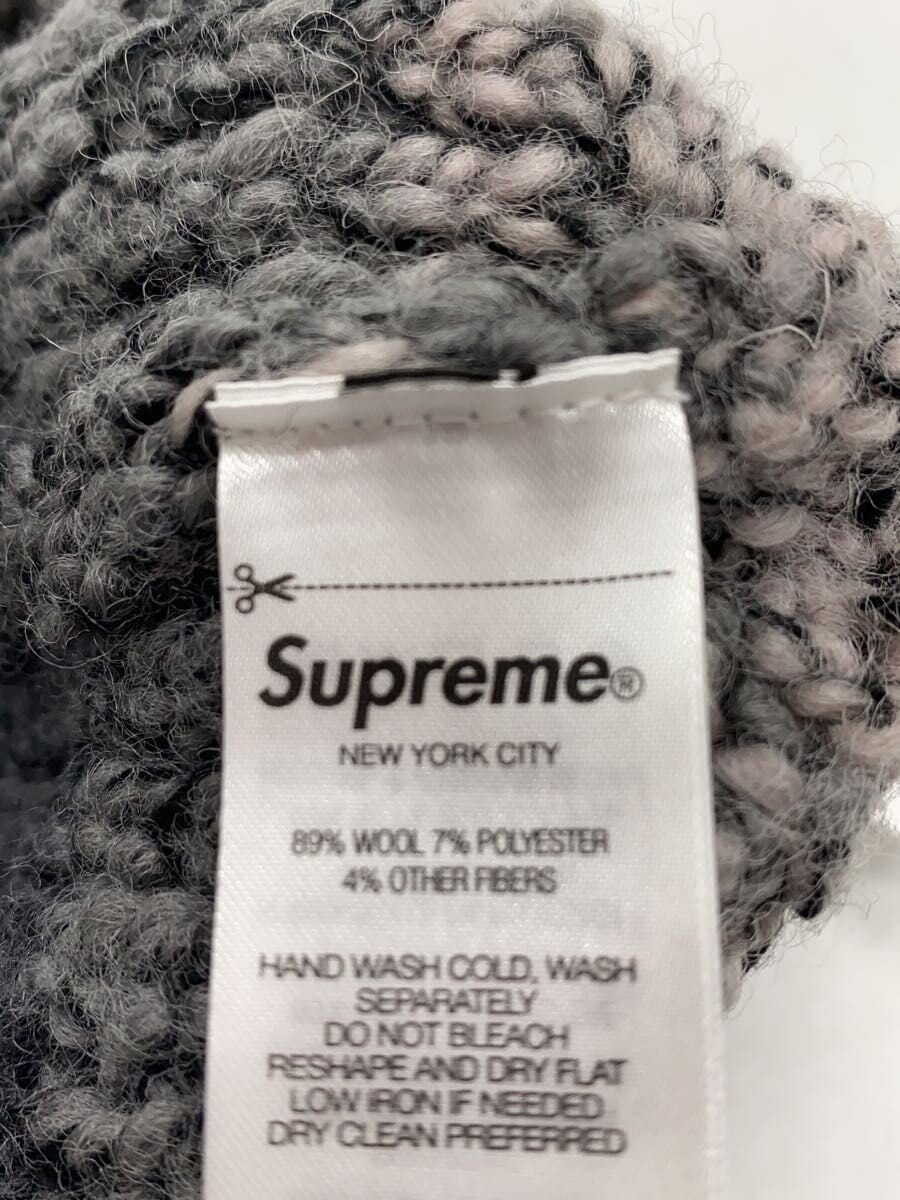 Supreme®
NEW YORK CITY
89% WOOL 7% POLYESTER
4% OTHER FIBERS
HAND WASH COLD, WASH
SEPARATELY
DO NOT BLEACH
RESHAPE AND DRY FLAT
LOW IRON IF NEEDED
DRY CLEAN PREFERRED